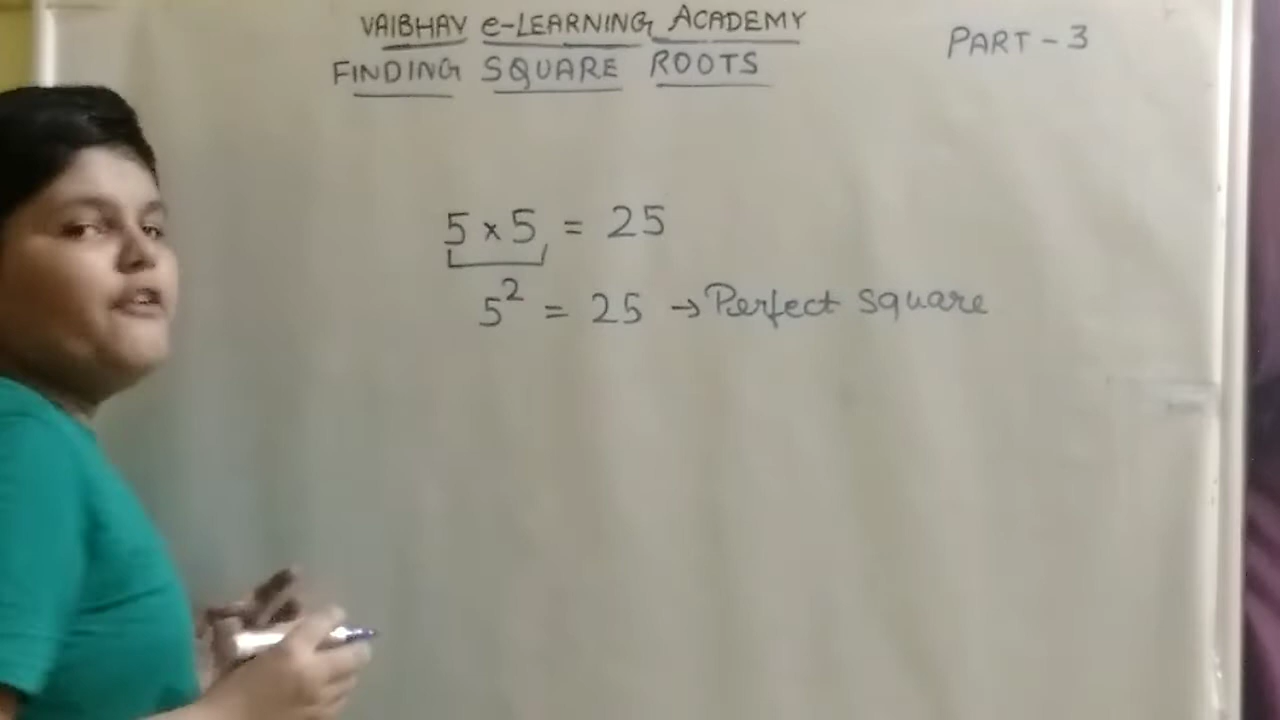 VAIBHAV e-LEARNING ACADEMY
FINDING SQUARE ROOTS
PART - 3
5 × 5 = 25
5² = 25 → Perfect square